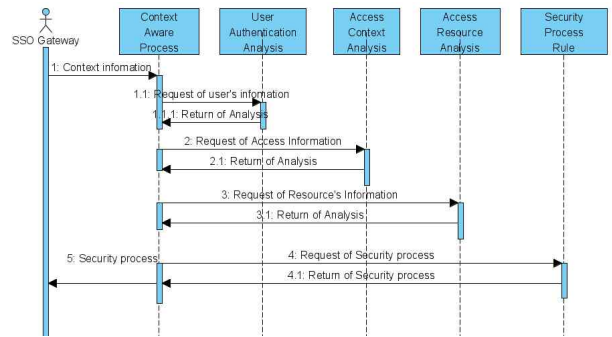 SSO Gateway
Context
Aware
Process
User
Authentication
Analysis
Access
Context
Analysis
Access
Resource
Analysis
Security
Process
Rule
1: Context infomation
1.1: Request of user's infomation
1.1.1: Return of Analysis
2: Request of Access Information
2.1: Return of Analysis
3: Request of Resource's Information
3.1: Return of Analysis
4: Request of Security process
5: Security process
4.1: Return of Security process